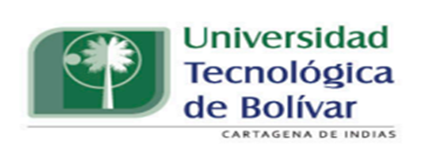 Universidad
Tecnológica
de Bolívar
CARTAGENA DE INDIAS